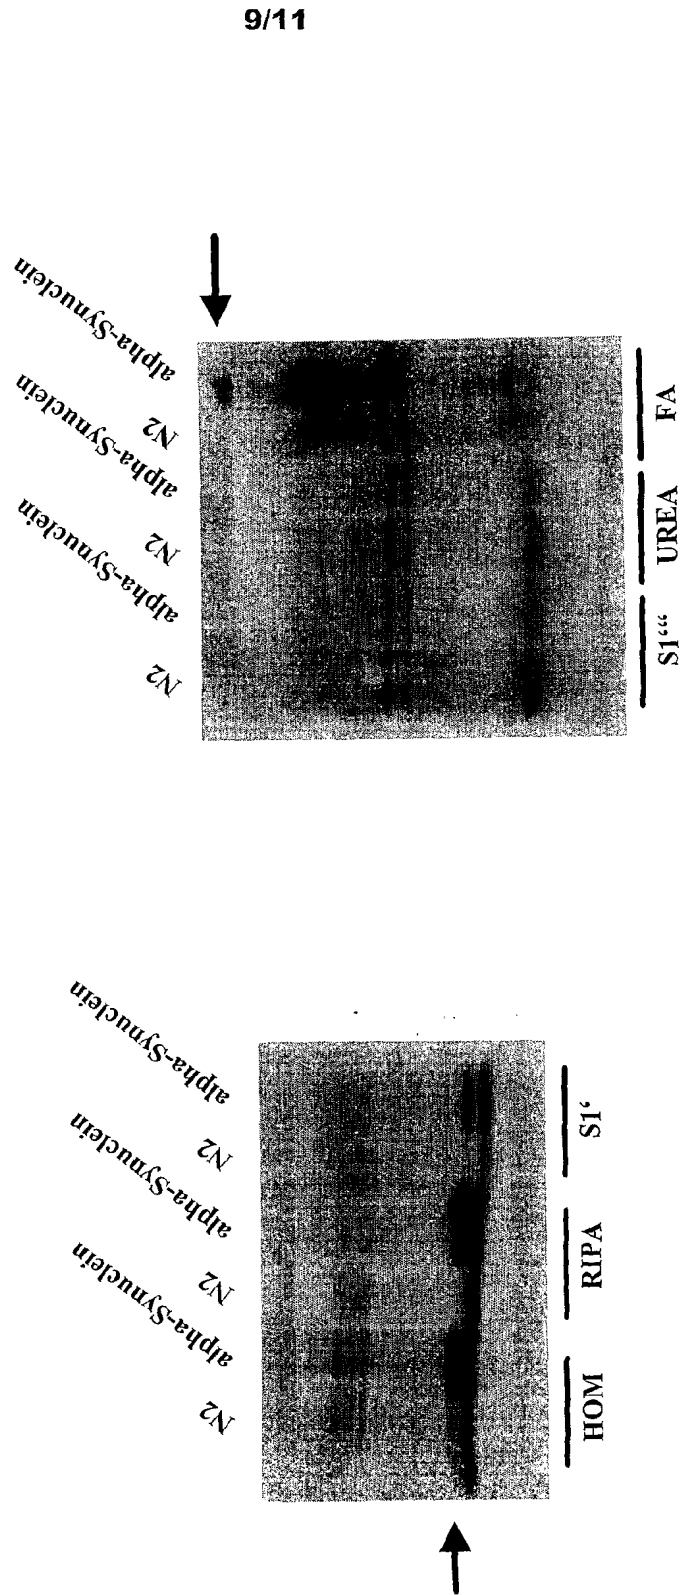 9/11
alpha-Synuclein
N2
alpha-Synuclein
N2
alpha-Synuclein
N2
FA
UREA
S1“‘
alpha-Synuclein
N2
alpha-Synuclein
N2
alpha-Synuclein
N2
S1‘
RIPA
HOM